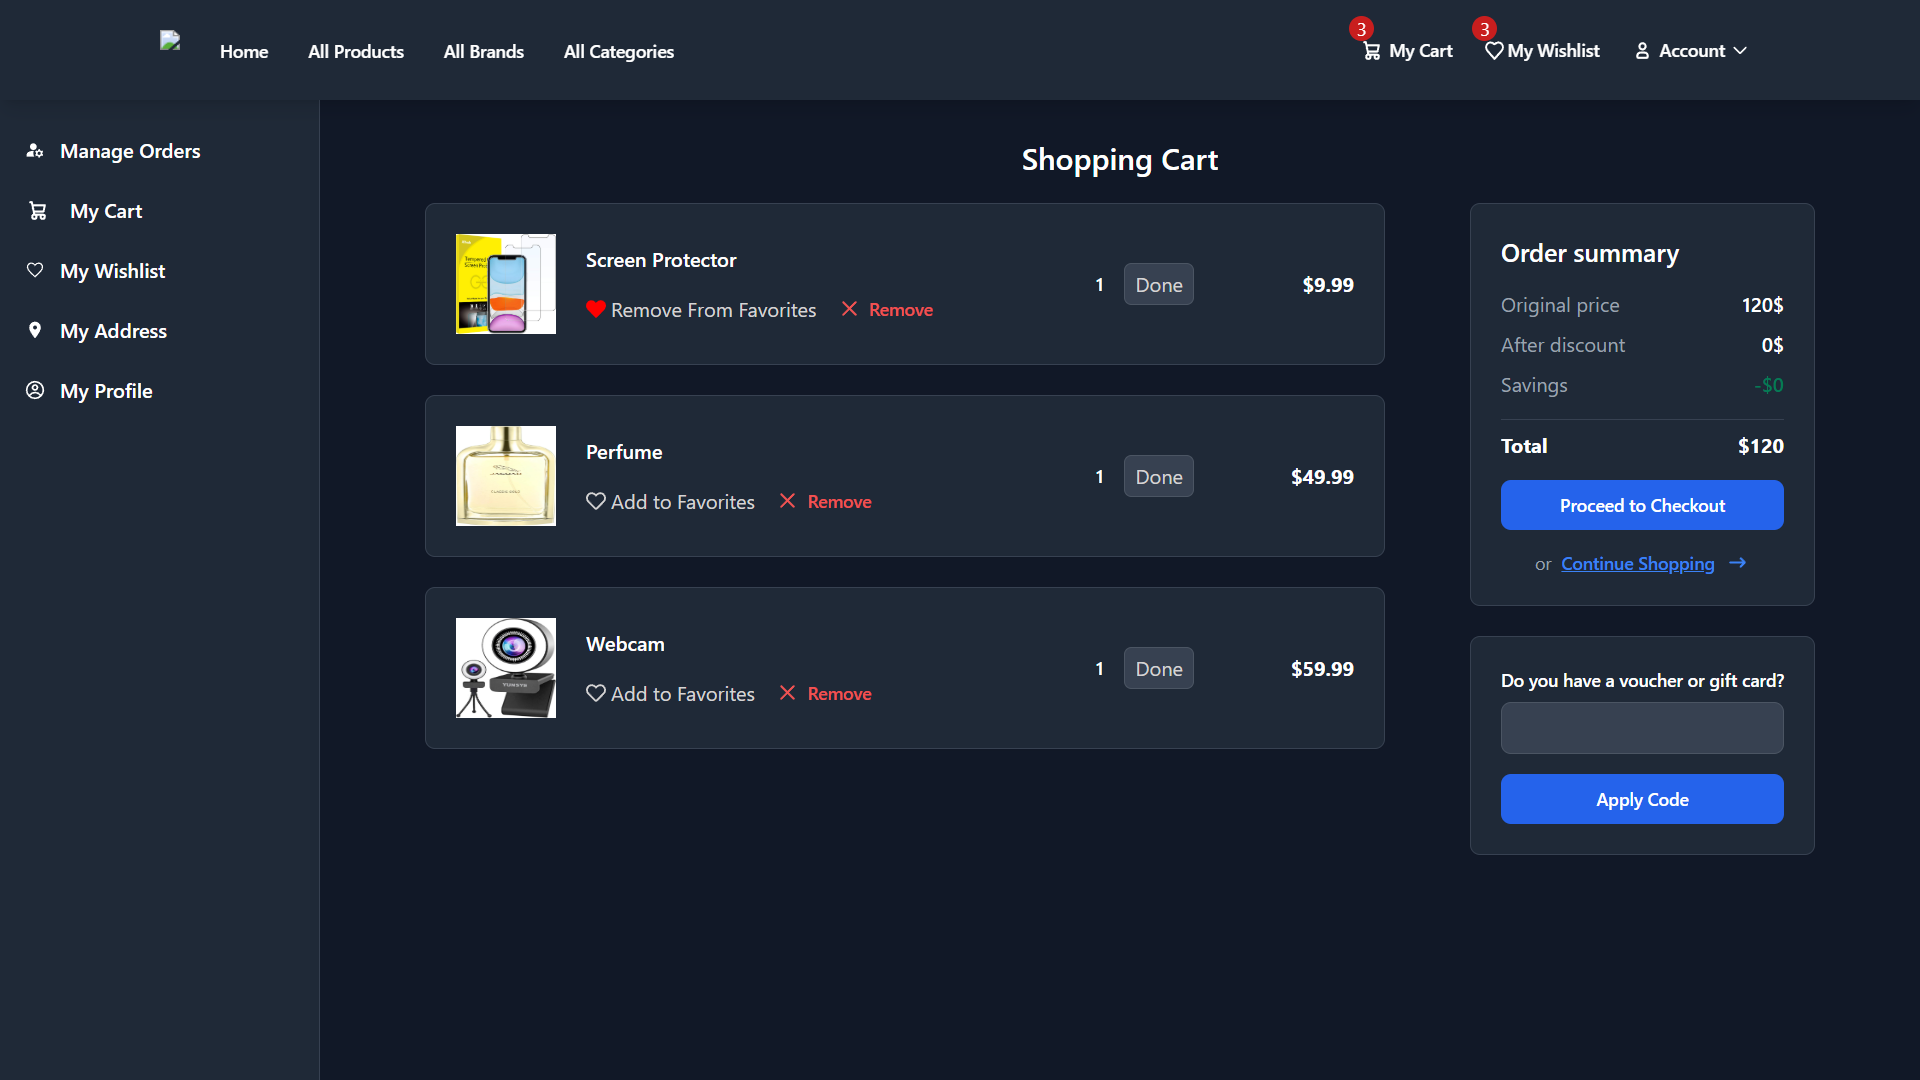 Home
All Products
All Brands
All Categories
3
My Cart
3
My Wishlist
Account
Manage Orders
My Cart
My Wishlist
My Address
My Profile
Shopping Cart
Screen Protector
Remove From Favorites
Remove
1
Done
$9.99
Perfume
Add to Favorites
Remove
1
Done
$49.99
Webcam
Add to Favorites
Remove
1
Done
$59.99
Order summary
Original price
120$
After discount
0$
Savings
-$0
Total
$120
Proceed to Checkout
or Continue Shopping
Do you have a voucher or gift card?
Apply Code